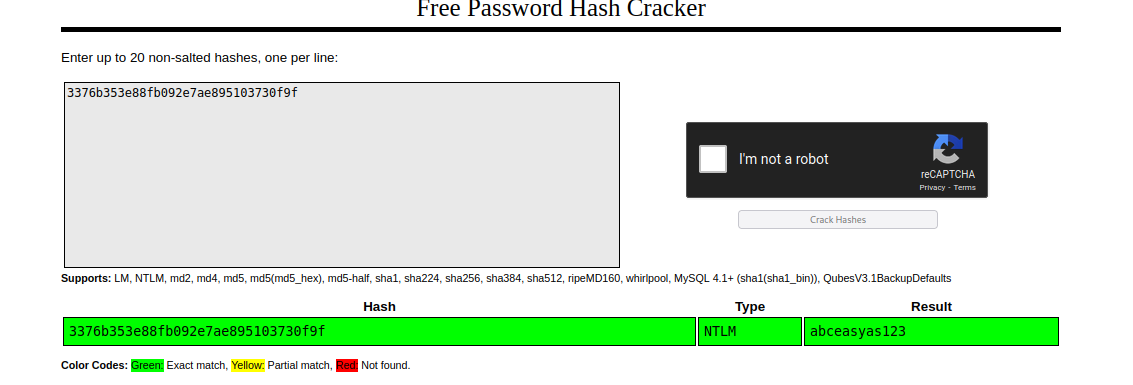 Free Password Hash Cracker
Enter up to 20 non-salted hashes, one per line:
3376b353e88fb092e7ae895103730f9f
I'm not a robot
reCAPTCHA
Privacy - Terms
Crack Hashes
Supports: LM, NTLM, md2, md4, md5, md5(md5_hex), md5-half, sha1, sha224, sha256, sha384, sha512, ripeMD160, whirlpool, MySQL 4.1+ (sha1(sha1_bin)), QubesV3.1BackupDefaults
Hash Type Result
3376b353e88fb092e7ae895103730f9f NTLM abceasyas123
Color Codes: Green: Exact match, Yellow: Partial match, Red: Not found.